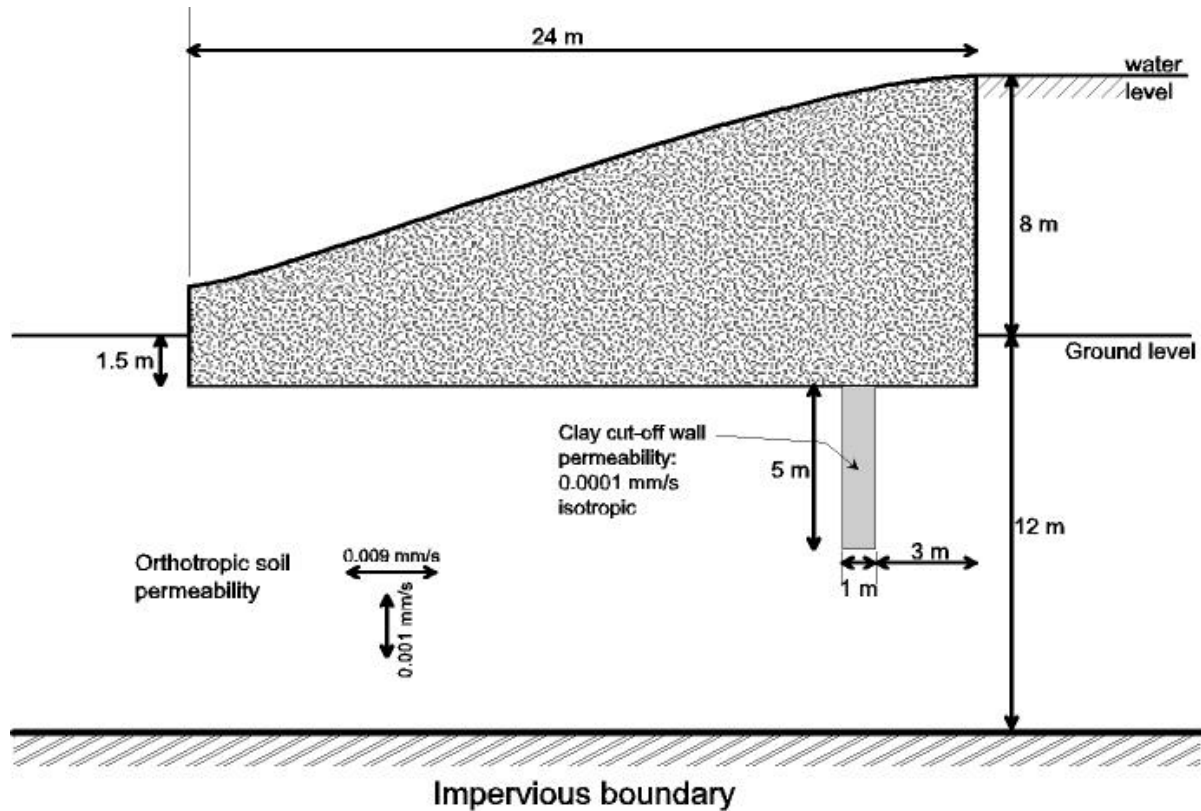 24 m
water
level
8 m
1.5 m
Ground level
Clay cut-off wall
permeability:
0.0001 mm/s
isotropic
5 m
12 m
3 m
1 m
Orthotropic soil
permeability
0.009 mm/s
0.001 mm/s
Impervious boundary